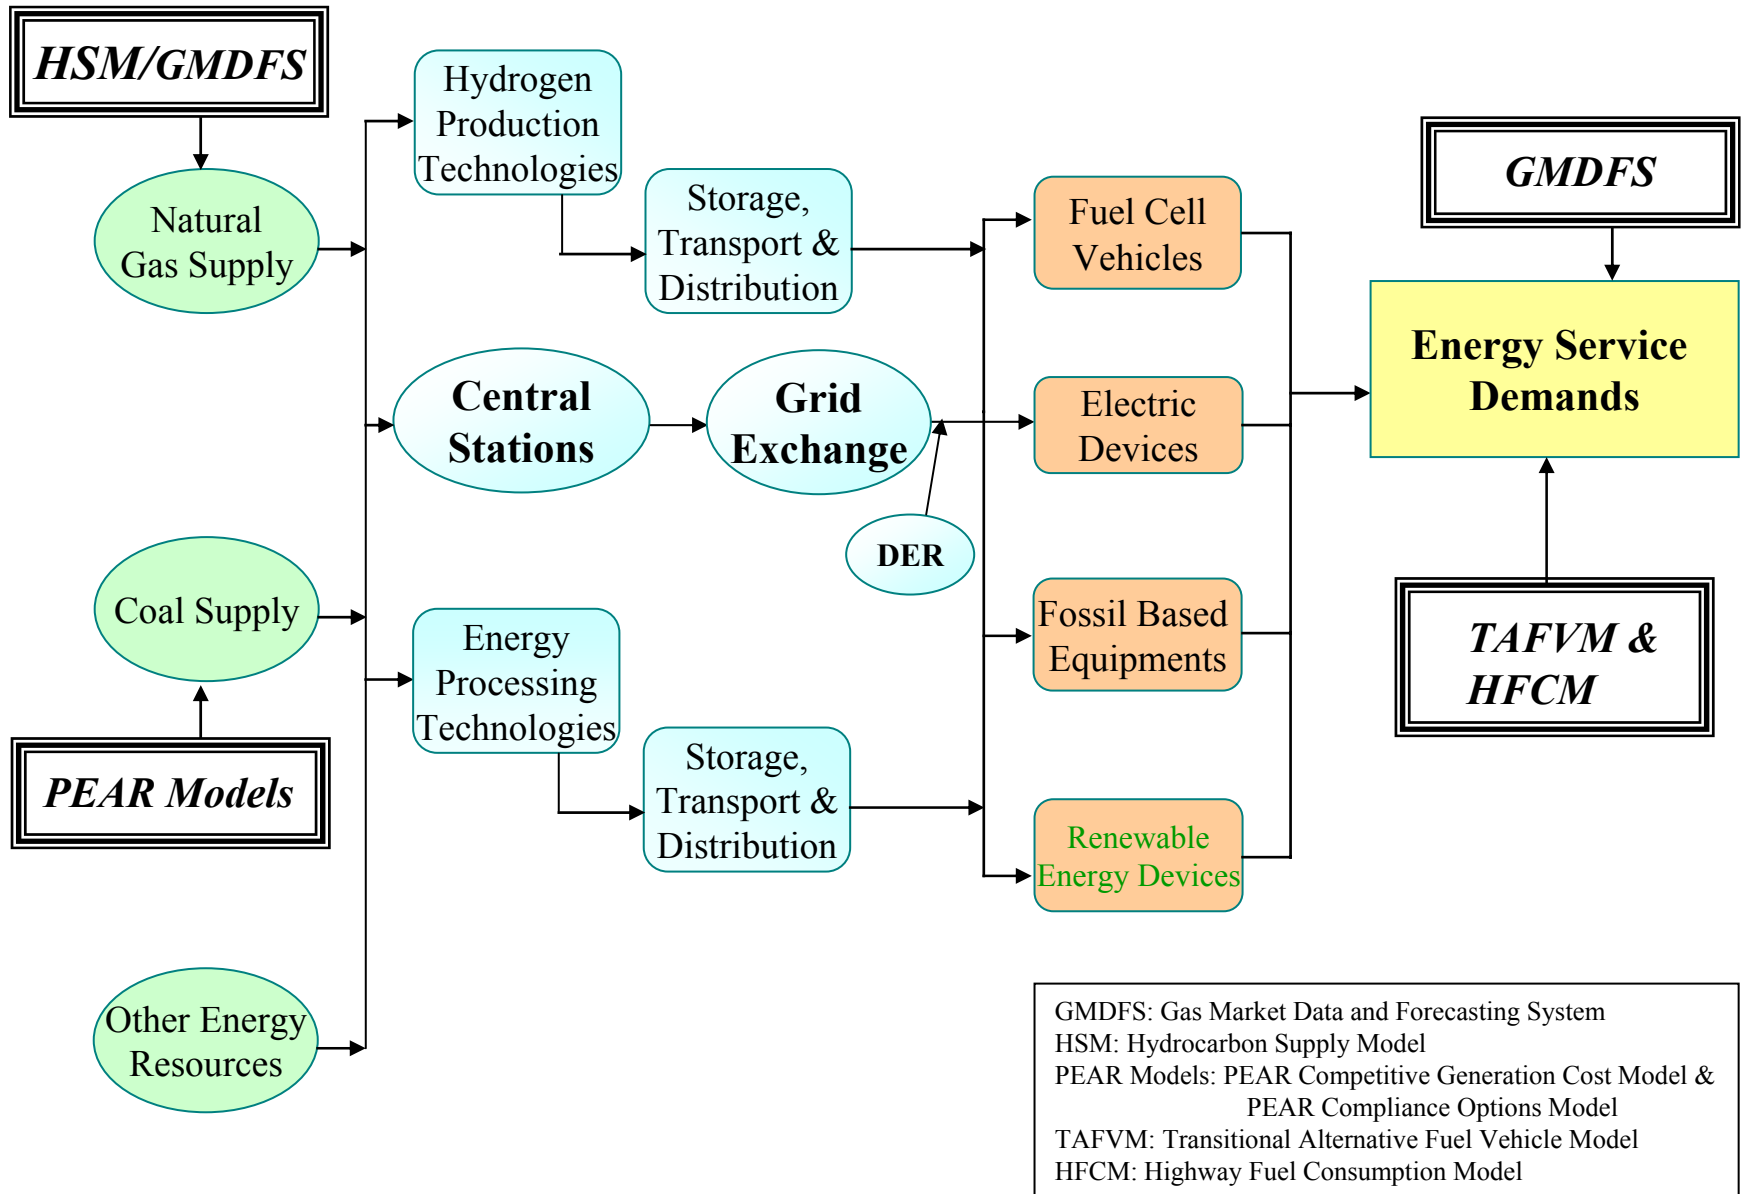 HSM/GMDFS
Hydrogen
Production
Technologies
GMDFS
Natural
Gas Supply
Storage,
Transport &
Distribution
Fuel Cell
Vehicles
Energy Service
Demands
Central
Stations
Grid
Exchange
Electric
Devices
DER
Coal Supply
Energy
Processing
Technologies
Fossil Based
Equipments
TAFVM &
HFCM
PEAR Models
Storage,
Transport &
Distribution
Renewable
Energy Devices
Other Energy
Resources
GMDFS: Gas Market Data and Forecasting System
HSM: Hydrocarbon Supply Model
PEAR Models: PEAR Competitive Generation Cost Model &
PEAR Compliance Options Model
TAFVM: Transitional Alternative Fuel Vehicle Model
HFCM: Highway Fuel Consumption Model